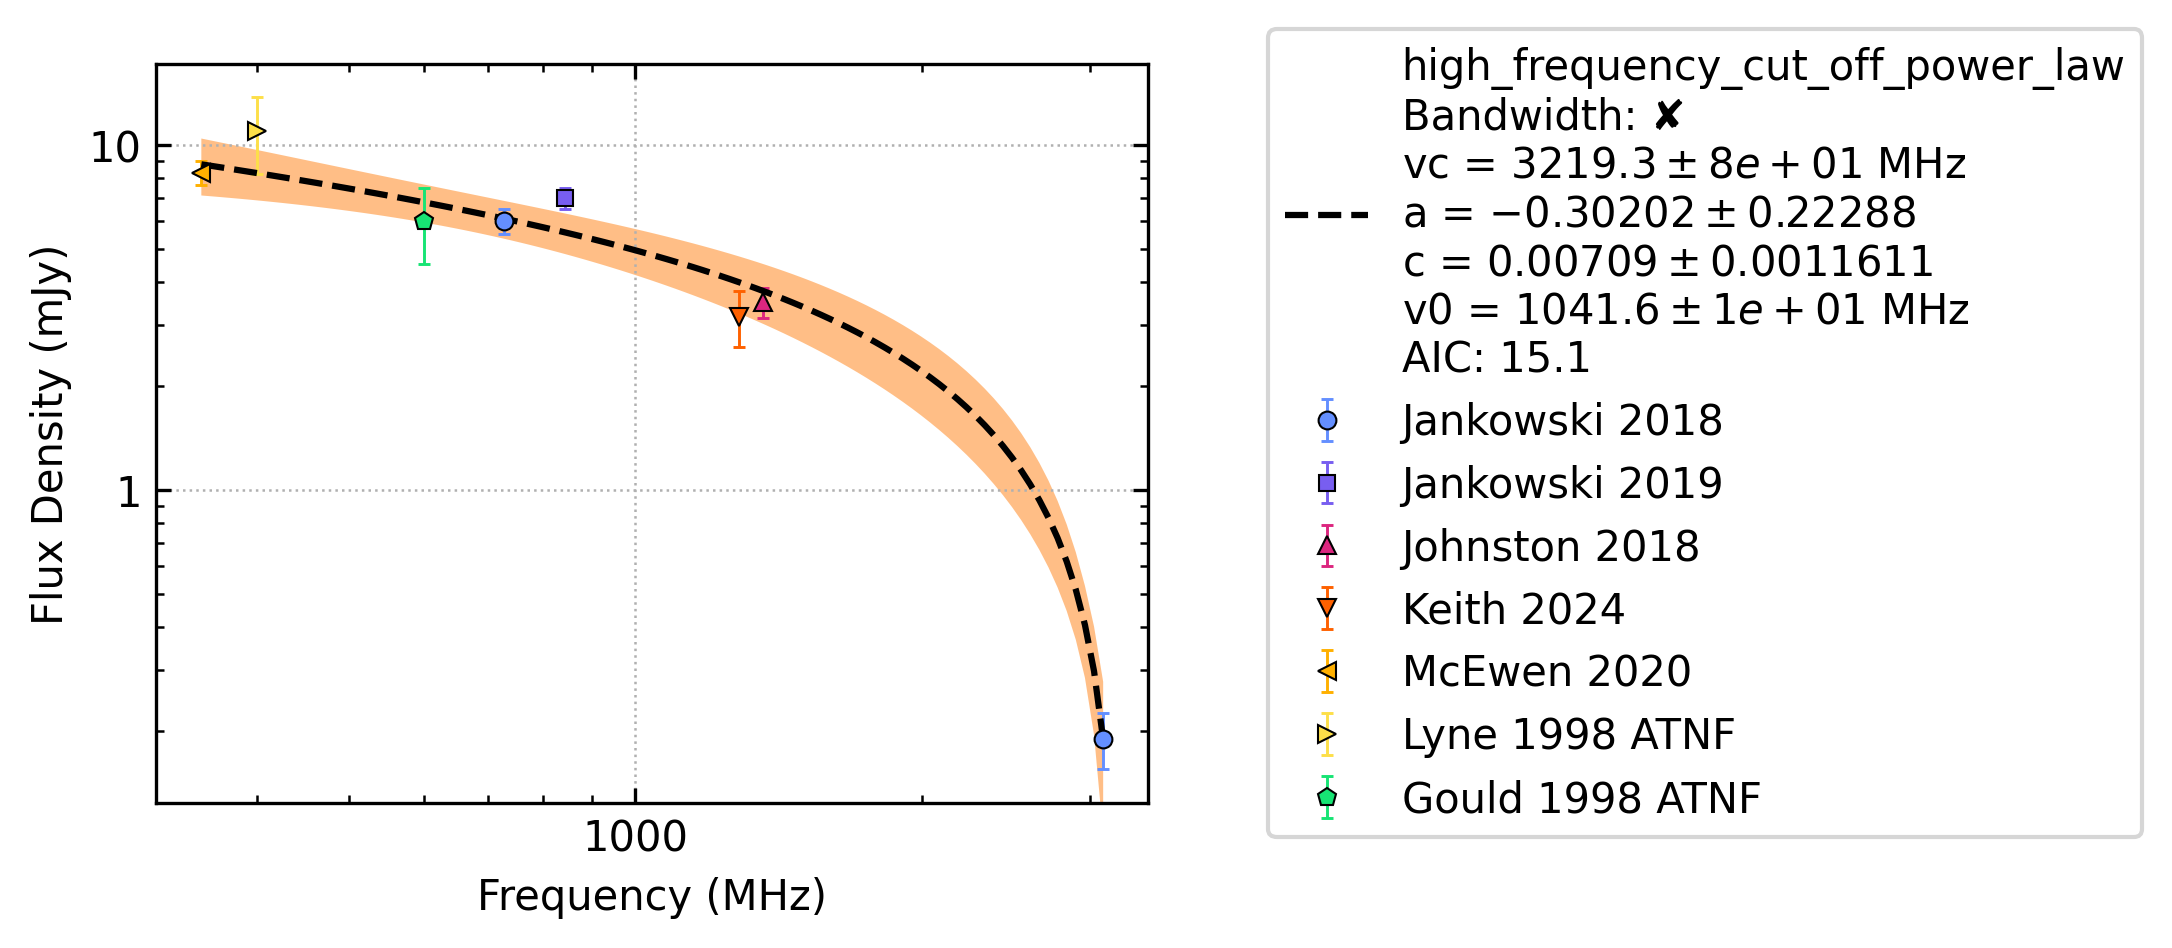 10
1
Flux Density (mJy)
1000
Frequency (MHz)
high_frequency_cut_off_power_law
Bandwidth: ✘
vc = 3219.3 ± 8e + 01 MHz
a = −0.30202 ± 0.22288
c = 0.00709 ± 0.0011611
v0 = 1041.6 ± 1e + 01 MHz
AIC: 15.1
Jankowski 2018
Jankowski 2019
Johnston 2018
Keith 2024
McEwen 2020
Lyne 1998 ATNF
Gould 1998 ATNF